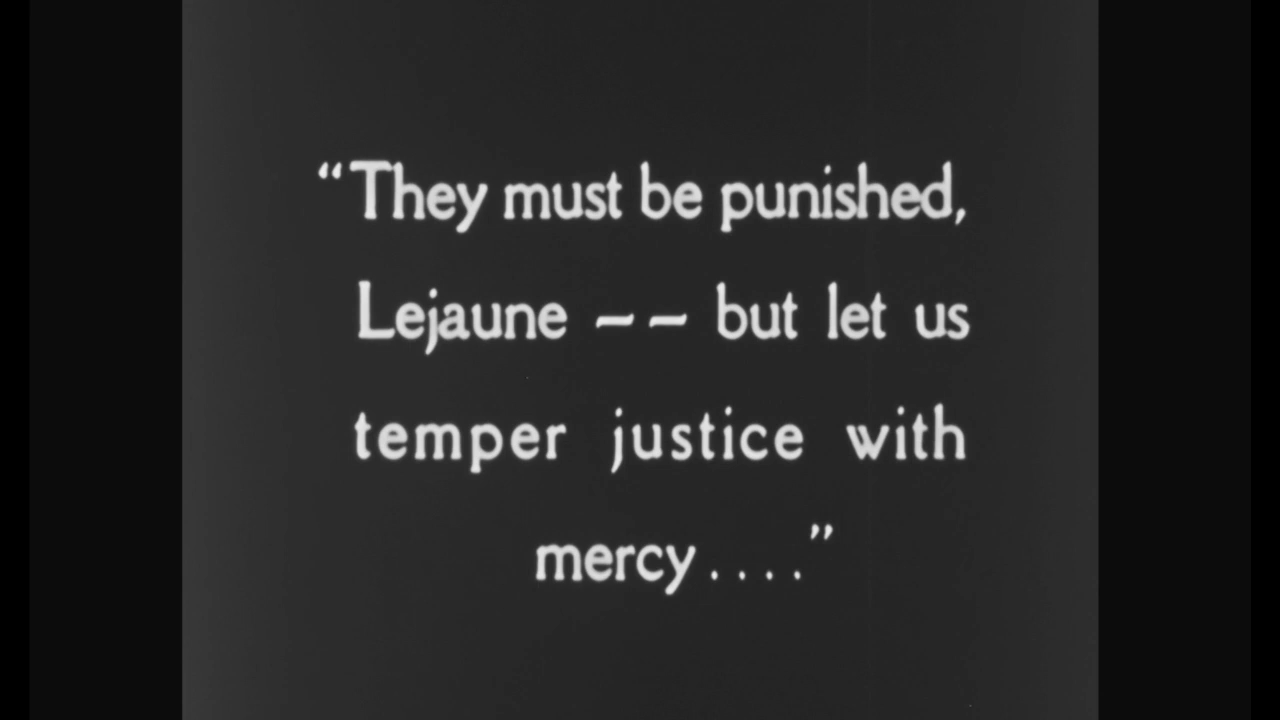 “They must be punished,
Lejaune -- but let us
temper justice with
mercy....”